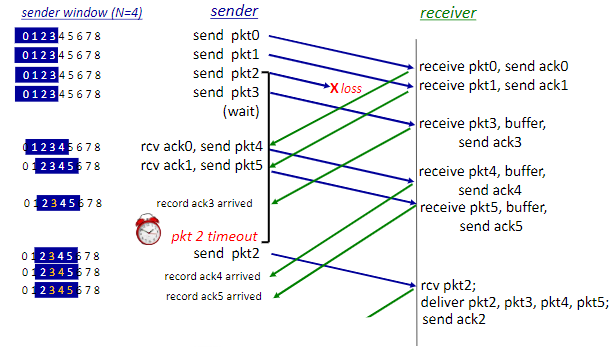 sender window (N=4)
sender
receiver
0 1 2 3 4 5 6 7 8
send pkt0
0 1 2 3 4 5 6 7 8
send pkt1
0 1 2 3 4 5 6 7 8
send pkt2
0 1 2 3 4 5 6 7 8
send pkt3
(wait)
X loss
receive pkt0, send ack0
receive pkt1, send ack1
receive pkt3, buffer,
send ack3
0 1 2 3 4 5 6 7 8
rcv ack0, send pkt4
0 1 2 3 4 5 6 7 8
rcv ack1, send pkt5
receive pkt4, buffer,
send ack4
receive pkt5, buffer,
send ack5
0 1 2 3 4 5 6 7 8
record ack3 arrived
pkt 2 timeout
0 1 2 3 4 5 6 7 8
send pkt2
0 1 2 3 4 5 6 7 8
record ack4 arrived
0 1 2 3 4 5 6 7 8
record ack5 arrived
rcv pkt2;
deliver pkt2, pkt3, pkt4, pkt5;
send ack2